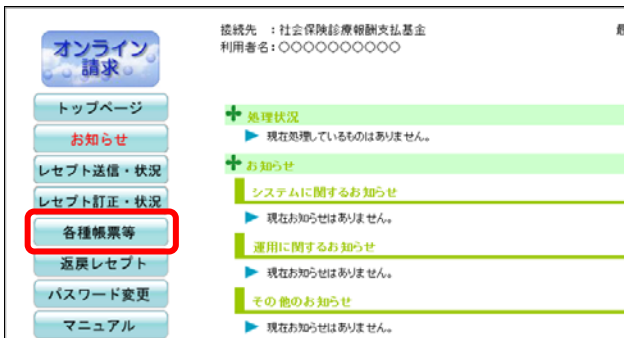 オンライン
請求
トップページ
お知らせ
レセプト送信・状況
レセプト訂正・状況
各種帳票等
返戻レセプト
パスワード変更
マニュアル
接続先　：社会保険診療報酬支払基金
利用者名：〇〇〇〇〇〇〇〇〇〇
最
処理状況
現在処理しているものはありません。
お知らせ
システムに関するお知らせ
現在お知らせはありません。
運用に関するお知らせ
現在お知らせはありません。
その他のお知らせ
現在お知らせはありません。